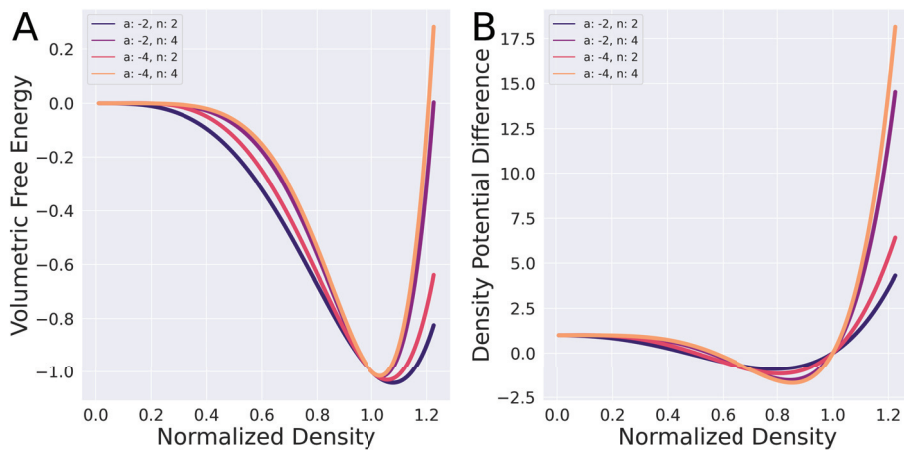 A
a: -2, n: 2
a: -2, n: 4
a: -4, n: 2
a: -4, n: 4
Volumetric Free Energy
0.2
0.0
−0.2
−0.4
−0.6
−0.8
−1.0
0.0 0.2 0.4 0.6 0.8 1.0 1.2
Normalized Density
B
a: -2, n: 2
a: -2, n: 4
a: -4, n: 2
a: -4, n: 4
Density Potential Difference
17.5
15.0
12.5
10.0
7.5
5.0
2.5
0.0
−2.5
0.0 0.2 0.4 0.6 0.8 1.0 1.2
Normalized Density